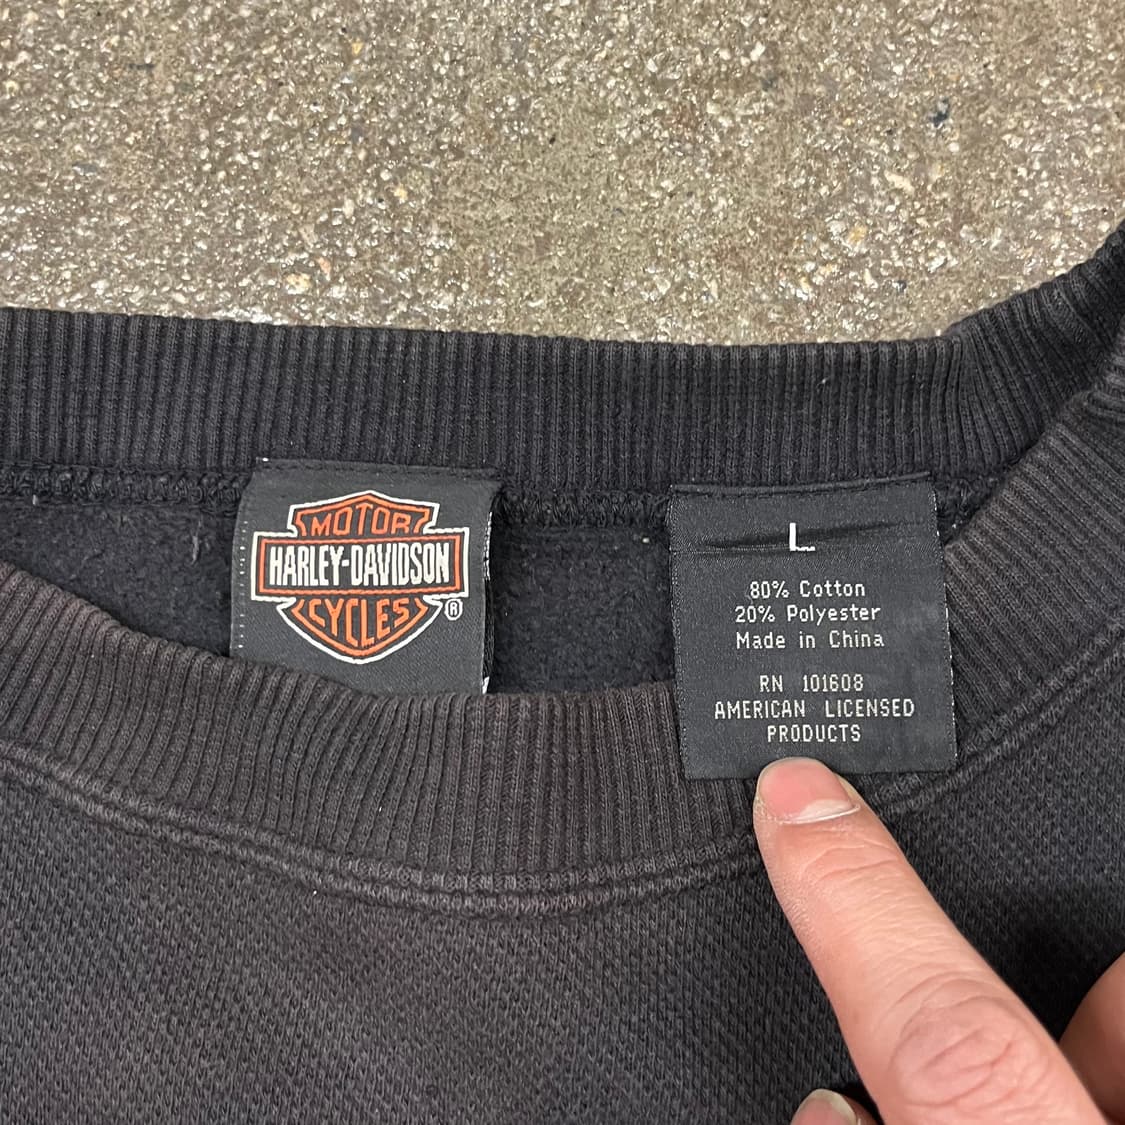 MOTOR
HARLEY-DAVIDSON
CYCLES
®
L
80% Cotton
20% Polyester
Made in China
RN 101608
AMERICAN LICENSED
PRODUCTS